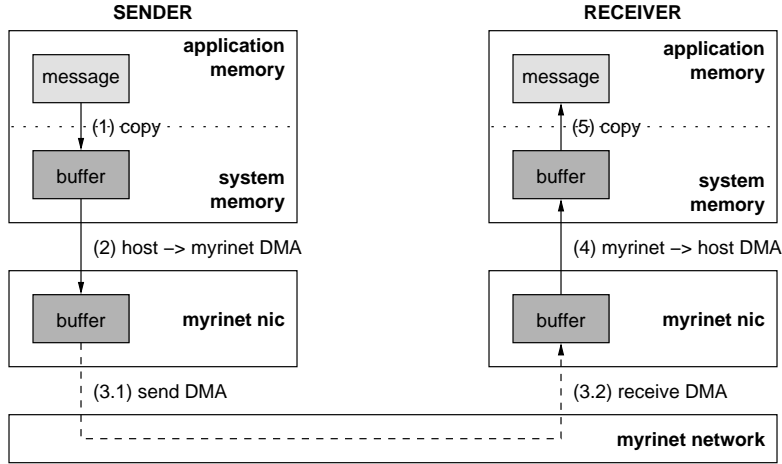 SENDER
RECEIVER
application
memory
message
(1) copy
buffer
system
memory
(2) host –> myrinet DMA
buffer
myrinet nic
(3.1) send DMA
application
memory
message
(5) copy
buffer
system
memory
(4) myrinet –> host DMA
buffer
myrinet nic
(3.2) receive DMA
myrinet network